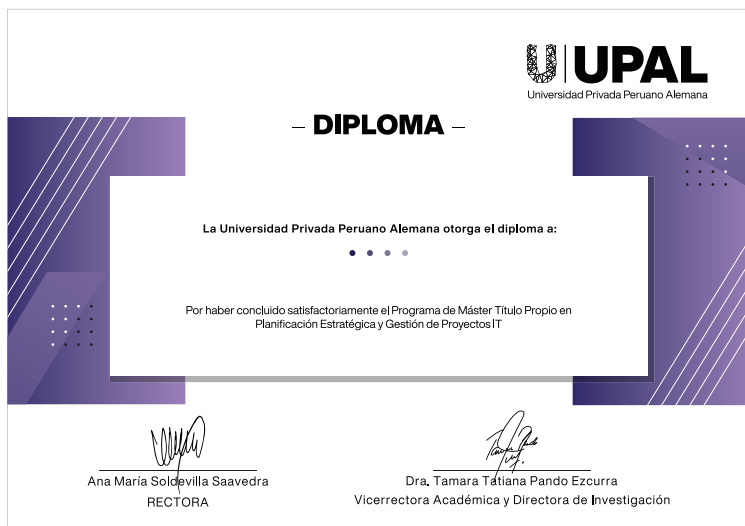 UPAL
Universidad Privada Peruano Alemana
– DIPLOMA –
La Universidad Privada Peruano Alemana otorga el diploma a:
Por haber concluido satisfactoriamente el Programa de Máster Título Propio en
Planificación Estratégica y Gestión de Proyectos IT
Ana María Soldevilla Saavedra
RECTORA
Dra. Tamara Tatiana Pando Ezcurra
Vicerrectora Académica y Directora de Investigación